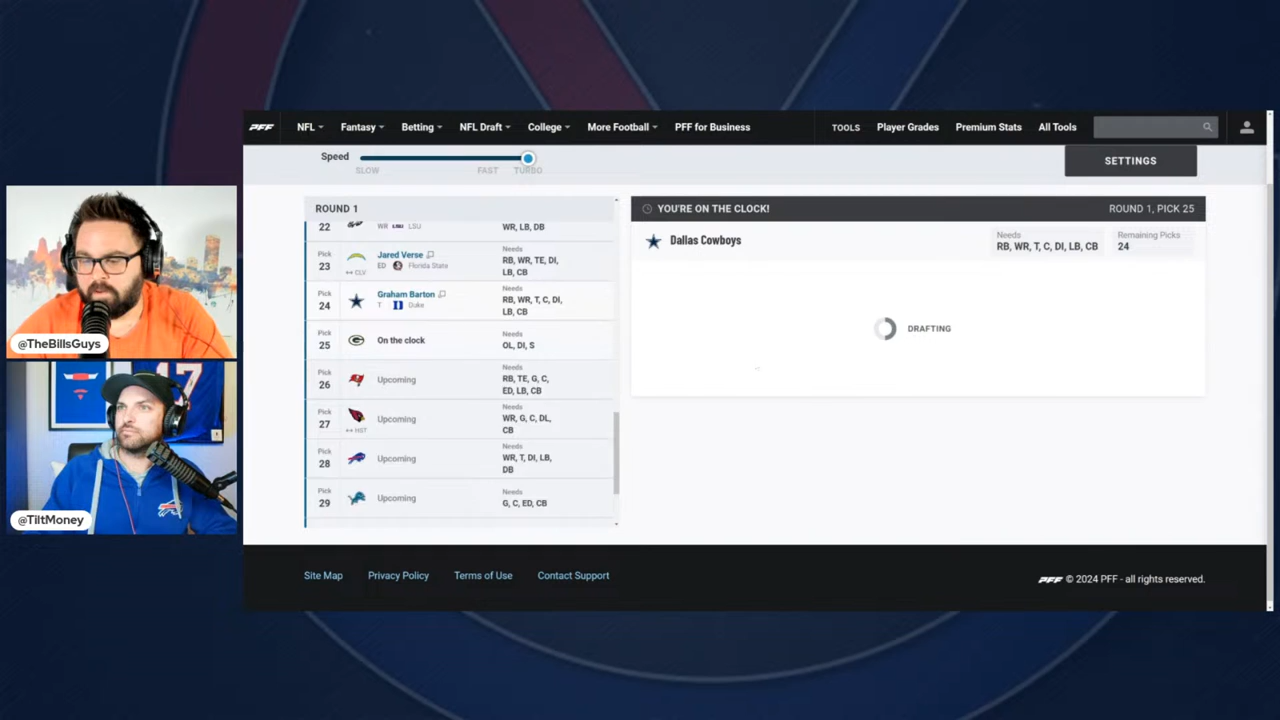 PFF
NFL
Fantasy
Betting
NFL Draft
College
More Football
PFF for Business
TOOLS
Player Grades
Premium Stats
All Tools
Speed
SLOW
FAST
TURBO
SETTINGS
ROUND 1
22
WR LSU LSU
WR, LB, DB
Pick
23
↔ CLV
Jared Verse
ED Florida State
Needs
RB, WR, TE, DI,
LB, CB
Pick
24
Graham Barton
T Duke
Needs
RB, WR, T, C, DI,
LB, CB
Pick
25
On the clock
Needs
OL, DI, S
Pick
26
Upcoming
Needs
RB, TE, G, C,
ED, LB, CB
Pick
27
↔ HST
Upcoming
Needs
WR, G, C, DL,
CB
Pick
28
Upcoming
Needs
WR, T, DI, LB,
DB
Pick
29
Upcoming
Needs
G, C, ED, CB
YOU'RE ON THE CLOCK!
ROUND 1, PICK 25
Dallas Cowboys
Needs
RB, WR, T, C, DI, LB, CB
Remaining Picks
24
DRAFTING
@TheBillsGuys
17
@TiltMoney
Site Map
Privacy Policy
Terms of Use
Contact Support
PFF © 2024 PFF - all rights reserved.